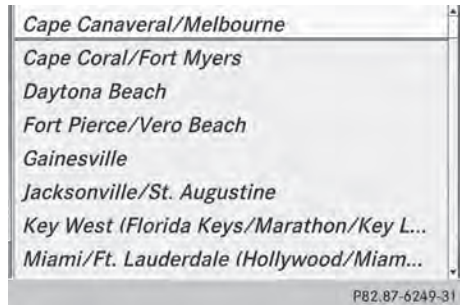 Cape Canaveral/Melbourne
Cape Coral/Fort Myers
Daytona Beach
Fort Pierce/Vero Beach
Gainesville
Jacksonville/St. Augustine
Key West (Florida Keys/Marathon/Key L...
Miami/Ft. Lauderdale (Hollywood/Miam...
P82.87-6249-31